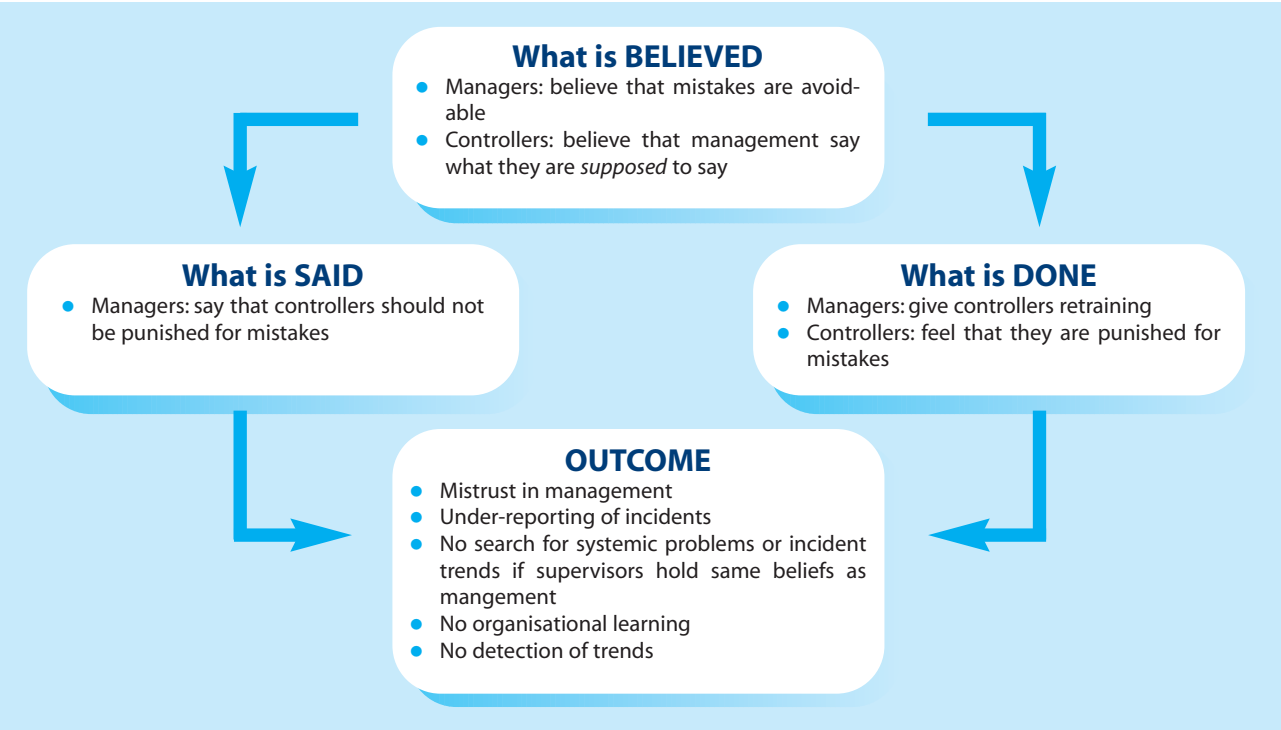 What is BELIEVED
● Managers: believe that mistakes are avoid-
able
● Controllers: believe that management say
what they are supposed to say
What is SAID
● Managers: say that controllers should not
be punished for mistakes
What is DONE
● Managers: give controllers retraining
● Controllers: feel that they are punished for
mistakes
OUTCOME
● Mistrust in management
● Under-reporting of incidents
● No search for systemic problems or incident
trends if supervisors hold same beliefs as
mangement
● No organisational learning
● No detection of trends